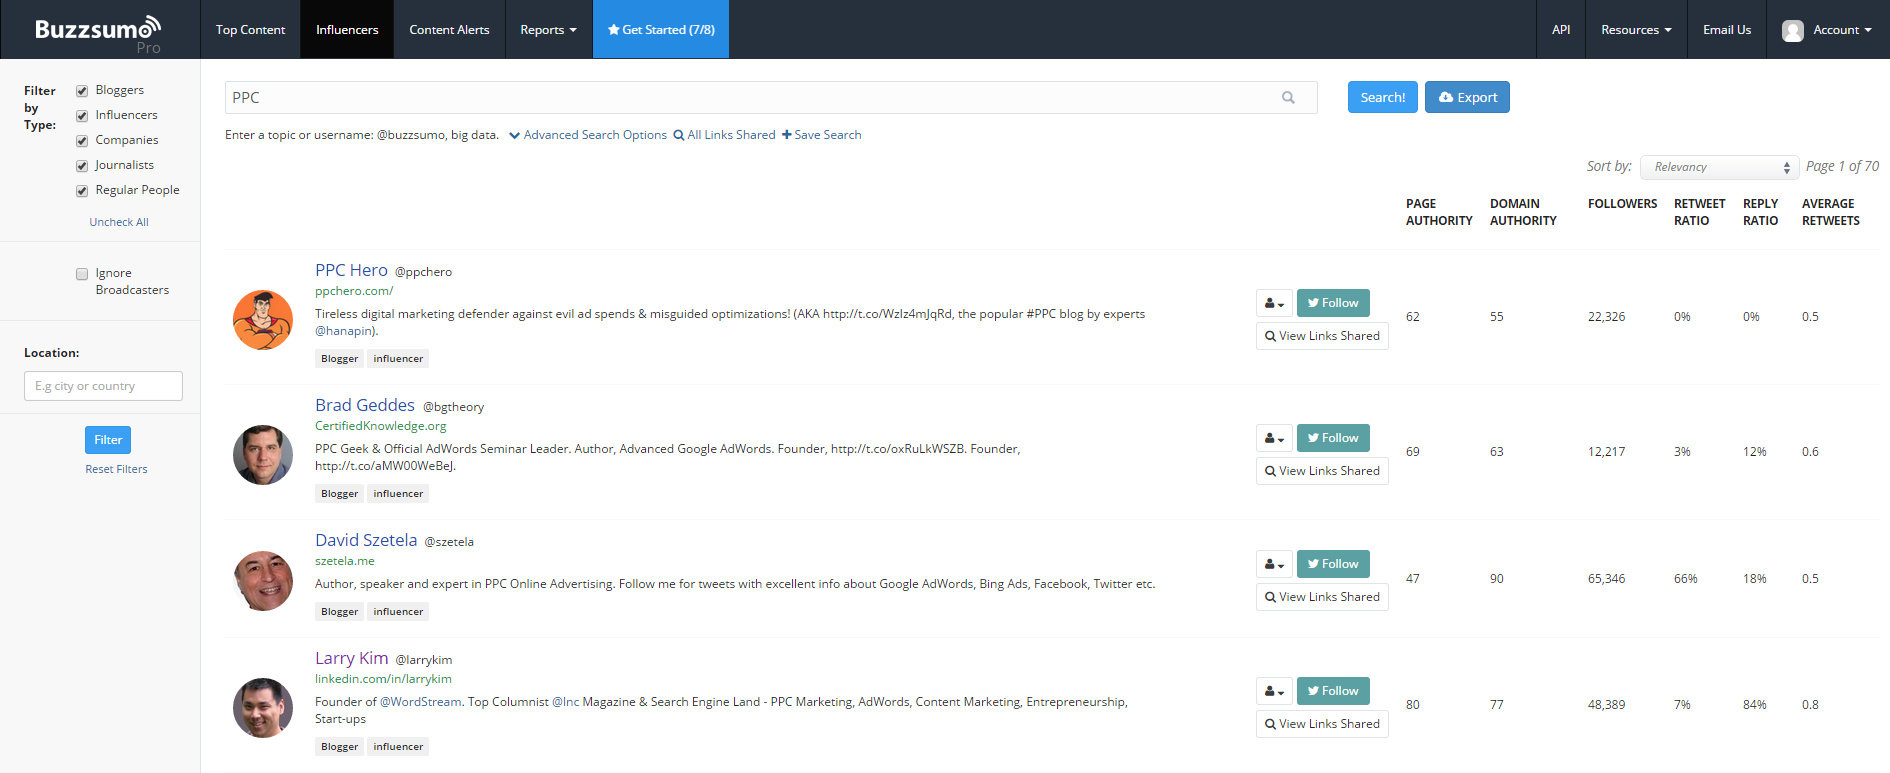 Buzzsumo
Pro
Top Content
Influencers
Content Alerts
Reports
Get Started (7/8)
API
Resources
Email Us
Account
Filter by Type:
Bloggers
Influencers
Companies
Journalists
Regular People
Uncheck All
Ignore
Broadcasters
Location:
E.g city or country
Filter
Reset Filters
PPC
Search!
Export
Enter a topic or username: @buzzsumo, big data. Advanced Search Options All Links Shared Save Search
Sort by: Relevancy Page 1 of 70
PAGE AUTHORITY
DOMAIN AUTHORITY
FOLLOWERS
RETWEET RATIO
REPLY RATIO
AVERAGE RETWEETS
PPC Hero @ppchero
ppchero.com/
Tireless digital marketing defender against evil ad spends & misguided optimizations! (AKA http://t.co/WzIz4mJqRd, the popular #PPC blog by experts
@hanapin).
Blogger influencer
Follow
View Links Shared
62 55 22,326 0% 0% 0.5
Brad Geddes @bgtheory
CertifiedKnowledge.org
PPC Geek & Official AdWords Seminar Leader. Author, Advanced Google AdWords. Founder, http://t.co/oxRuLkWSZB. Founder,
http://t.co/aMW00WeBeJ.
Blogger influencer
Follow
View Links Shared
69 63 12,217 3% 12% 0.6
David Szetela @szetela
szetela.me
Author, speaker and expert in PPC Online Advertising. Follow me for tweets with excellent info about Google AdWords, Bing Ads, Facebook, Twitter etc.
Blogger influencer
Follow
View Links Shared
47 90 65,346 66% 18% 0.5
Larry Kim @larrykim
linkedin.com/in/larrykim
Founder of @WordStream. Top Columnist @Inc Magazine & Search Engine Land - PPC Marketing, AdWords, Content Marketing, Entrepreneurship,
Start-ups
Blogger influencer
Follow
View Links Shared
80 77 48,389 7% 84% 0.8